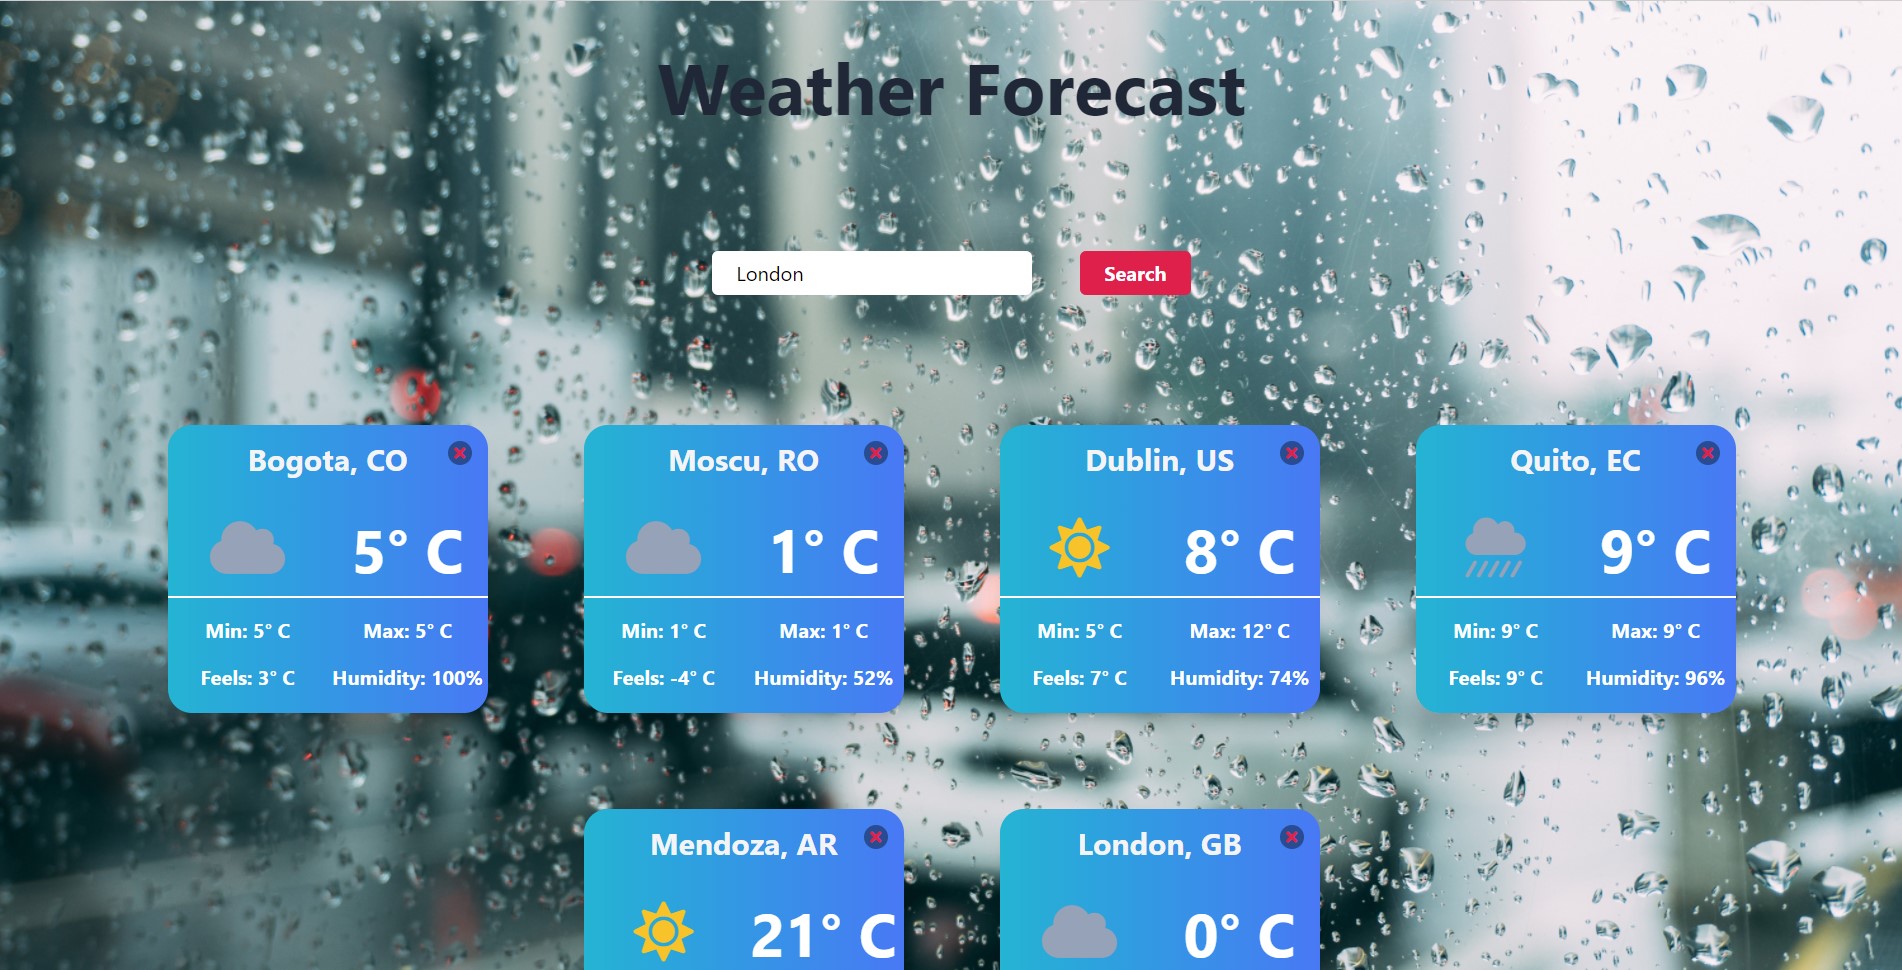 Weather Forecast
London
Search
Bogota, CO
5° C
Min: 5° C
Max: 5° C
Feels: 3° C
Humidity: 100%
Moscu, RO
1° C
Min: 1° C
Max: 1° C
Feels: -4° C
Humidity: 52%
Dublin, US
8° C
Min: 5° C
Max: 12° C
Feels: 7° C
Humidity: 74%
Quito, EC
9° C
Min: 9° C
Max: 9° C
Feels: 9° C
Humidity: 96%
Mendoza, AR
21° C
London, GB
0° C